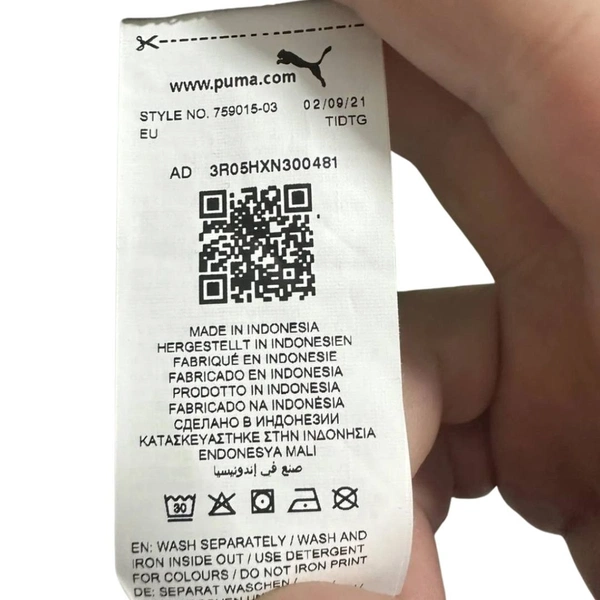 www.puma.com
STYLE NO. 759015-03 02/09/21
EU TIDTG
AD 3R05HXN300481
MADE IN INDONESIA
HERGESTELLT IN INDONESIEN
FABRIQUÉ EN INDONESIE
FABRICADO EN INDONESIA
PRODOTTO IN INDONESIA
FABRICADO NA INDONÉSIA
СДЕЛАНО В ИНДОНЕЗИИ
ΚΑΤΑΣΚΕΥΑΣΤΗΚΕ ΣΤΗΝ ΙΝΔΟΝΗΣΙΑ
ENDONESYA MALI
صنع في إندونيسيا
30
EN: WASH SEPARATELY / WASH AND
IRON INSIDE OUT / USE DETERGENT
FOR COLOURS / DO NOT IRON PRINT
DE: SEPARAT WASCHEN /